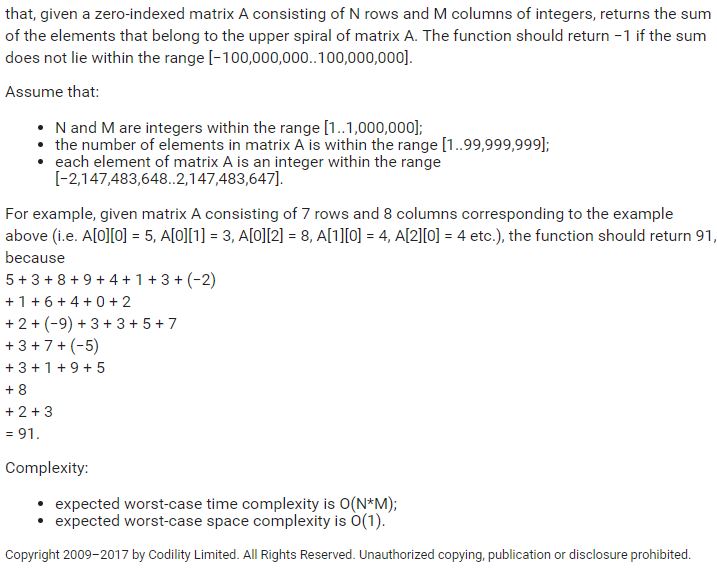 that, given a zero-indexed matrix A consisting of N rows and M columns of integers, returns the sum
of the elements that belong to the upper spiral of matrix A. The function should return −1 if the sum
does not lie within the range [−100,000,000..100,000,000].
Assume that:
• N and M are integers within the range [1..1,000,000];
• the number of elements in matrix A is within the range [1..99,999,999];
• each element of matrix A is an integer within the range
[−2,147,483,648..2,147,483,647].
For example, given matrix A consisting of 7 rows and 8 columns corresponding to the example
above (i.e. A[0][0] = 5, A[0][1] = 3, A[0][2] = 8, A[1][0] = 4, A[2][0] = 4 etc.), the function should return 91,
because
5 + 3 + 8 + 9 + 4 + 1 + 3 + (−2)
+ 1 + 6 + 4 + 0 + 2
+ 2 + (−9) + 3 + 3 + 5 + 7
+ 3 + 7 + (−5)
+ 3 + 1 + 9 + 5
+ 8
+ 2 + 3
= 91.
Complexity:
• expected worst-case time complexity is O(N*M);
• expected worst-case space complexity is O(1).
Copyright 2009–2017 by Codility Limited. All Rights Reserved. Unauthorized copying, publication or disclosure prohibited.